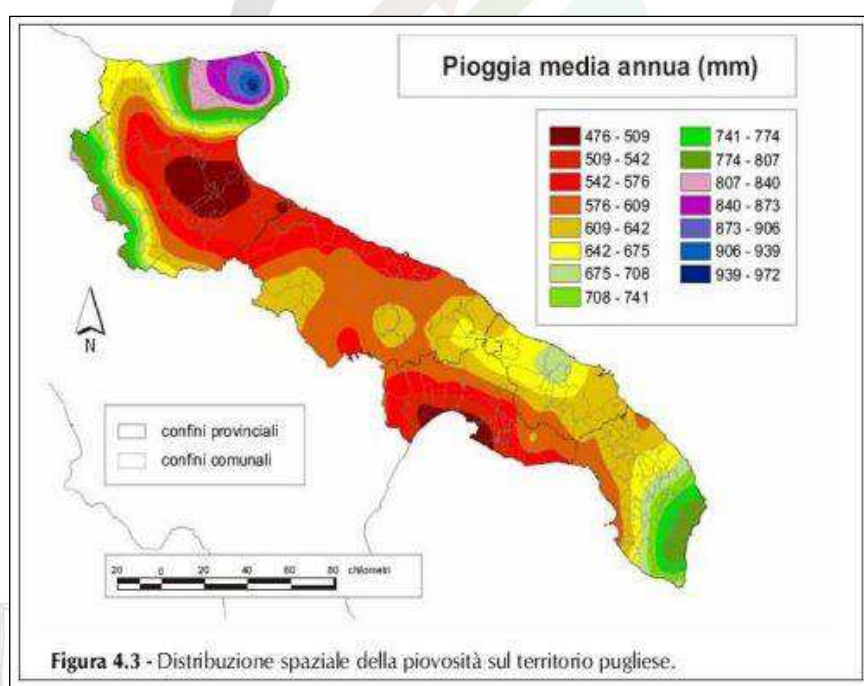 Pioggia media annua (mm)
476 - 509
509 - 542
542 - 576
576 - 609
609 - 642
642 - 675
675 - 708
708 - 741
741 - 774
774 - 807
807 - 840
840 - 873
873 - 906
906 - 939
939 - 972
N
confini provinciali
confini comunali
20 0 20 40 60 80 chilometri
Figura 4.3 - Distribuzione spaziale della piovosità sul territorio pugliese.